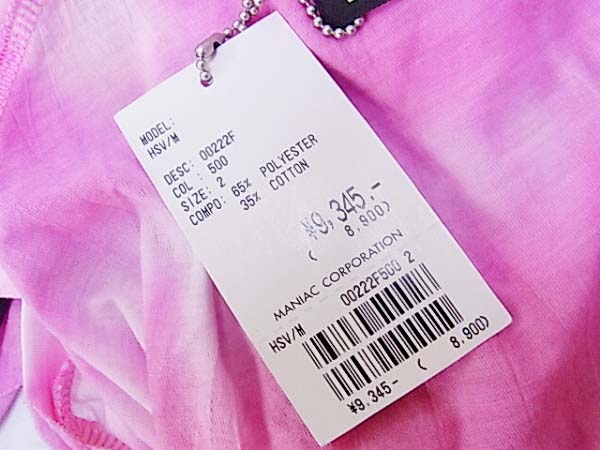 MODEL:
HSV/M
DESC: 00222F
COL : 500
SIZE: 2
COMPO: 65% POLYESTER
35% COTTON
¥9,345.-
( 8,900)
MANIAC CORPORATION
00222F500 2
HSV/M
¥9,345- ( 8,900)